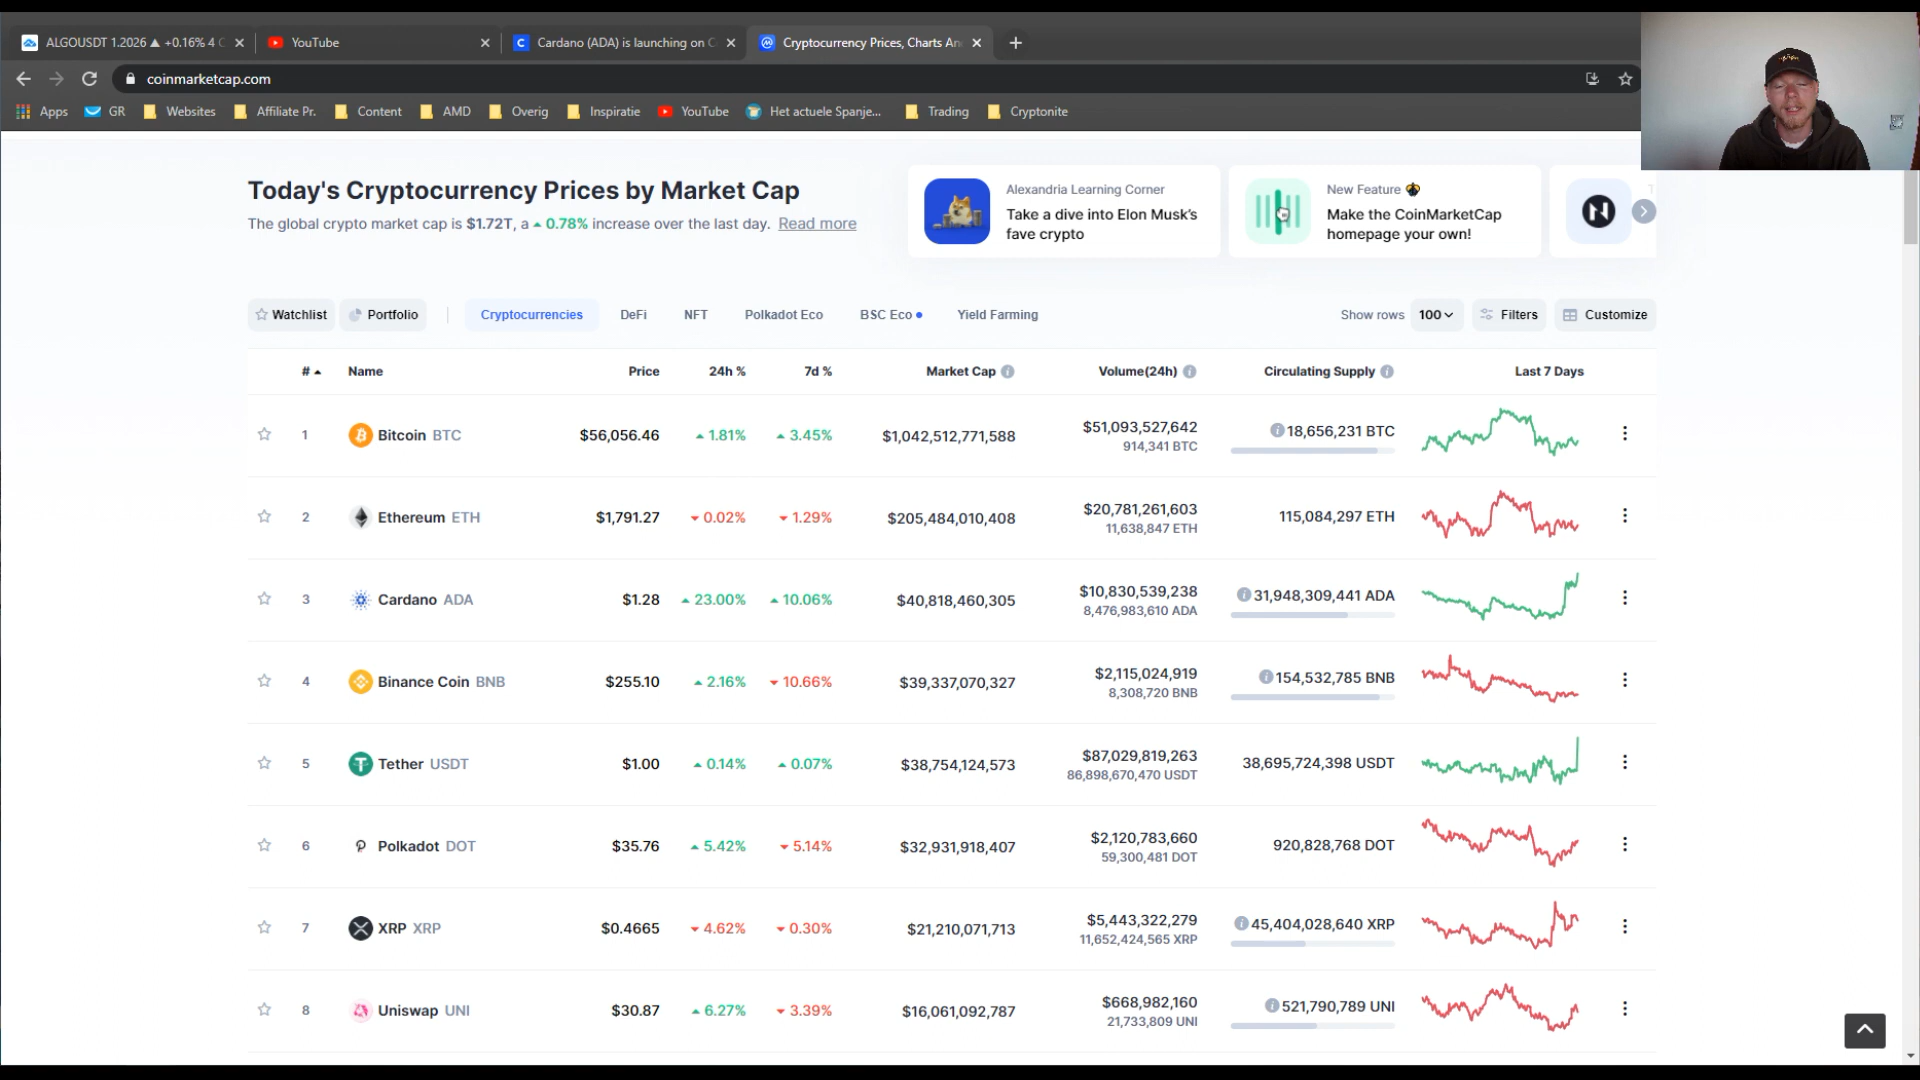 ALGOUSDT 1.2026 ▲ +0.16% 4
YouTube
Cardano (ADA) is launching on
Cryptocurrency Prices, Charts An
coinmarketcap.com
Apps GR Websites Affiliate Pr. Content AMD Overig Inspiratie YouTube Het actuele Spanje... Trading Cryptonite
Today's Cryptocurrency Prices by Market Cap
The global crypto market cap is $1.72T, a ▲ 0.78% increase over the last day. Read more
Alexandria Learning Corner
Take a dive into Elon Musk's
fave crypto
New Feature
Make the CoinMarketCap
homepage your own!
Watchlist Portfolio Cryptocurrencies DeFi NFT Polkadot Eco BSC Eco Yield Farming Show rows 100 Filters Customize
# Name Price 24h % 7d % Market Cap Volume(24h) Circulating Supply Last 7 Days
1 Bitcoin BTC $56,056.46 ▲ 1.81% ▲ 3.45% $1,042,512,771,588 $51,093,527,642 18,656,231 BTC
914,341 BTC
2 Ethereum ETH $1,791.27 ▼ 0.02% ▼ 1.29% $205,484,010,408 $20,781,261,603 115,084,297 ETH
11,638,847 ETH
3 Cardano ADA $1.28 ▲ 23.00% ▲ 10.06% $40,818,460,305 $10,830,539,238 31,948,309,441 ADA
8,476,983,610 ADA
4 Binance Coin BNB $255.10 ▲ 2.16% ▼ 10.66% $39,337,070,327 $2,115,024,919 154,532,785 BNB
8,308,720 BNB
5 Tether USDT $1.00 ▲ 0.14% ▲ 0.07% $38,754,124,573 $87,029,819,263 38,695,724,398 USDT
86,898,670,470 USDT
6 Polkadot DOT $35.76 ▲ 5.42% ▼ 5.14% $32,931,918,407 $2,120,783,660 920,828,768 DOT
59,300,481 DOT
7 XRP XRP $0.4665 ▼ 4.62% ▼ 0.30% $21,210,071,713 $5,443,322,279 45,404,028,640 XRP
11,652,424,565 XRP
8 Uniswap UNI $30.87 ▲ 6.27% ▼ 3.39% $16,061,092,787 $668,982,160 521,790,789 UNI
21,733,809 UNI